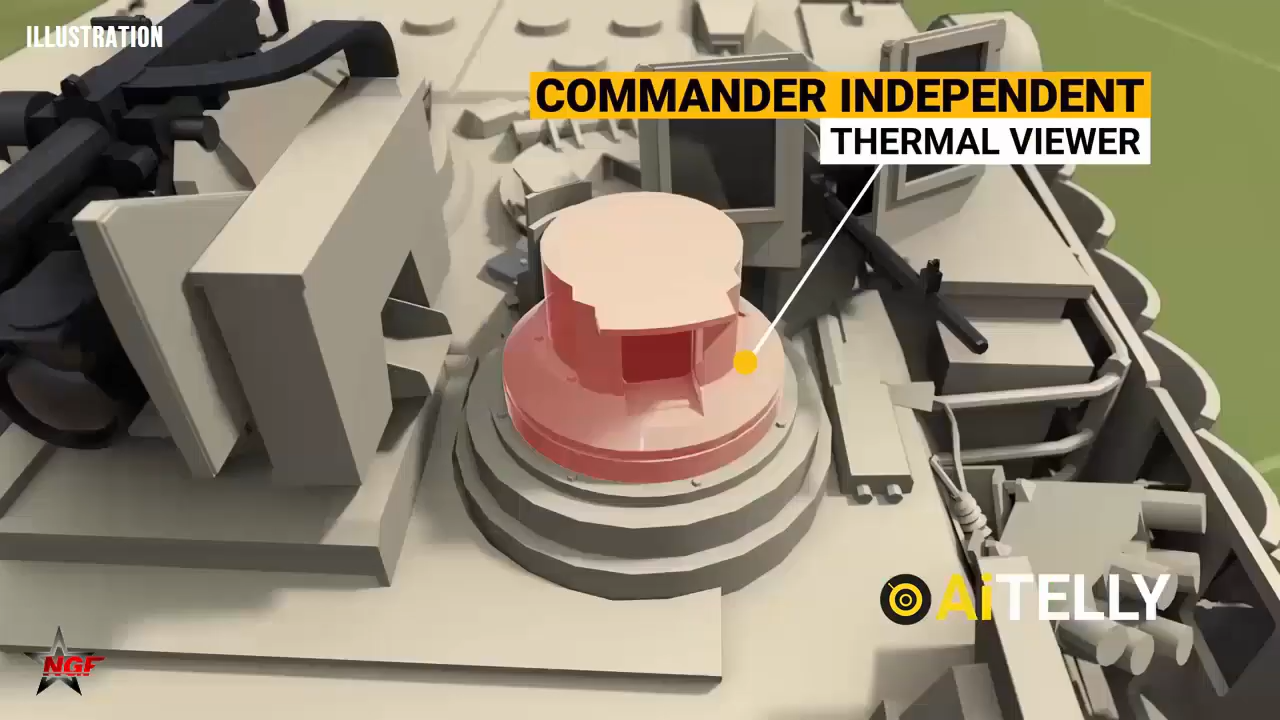 ILLUSTRATION
COMMANDER INDEPENDENT
THERMAL VIEWER
AiTELLY
NGF